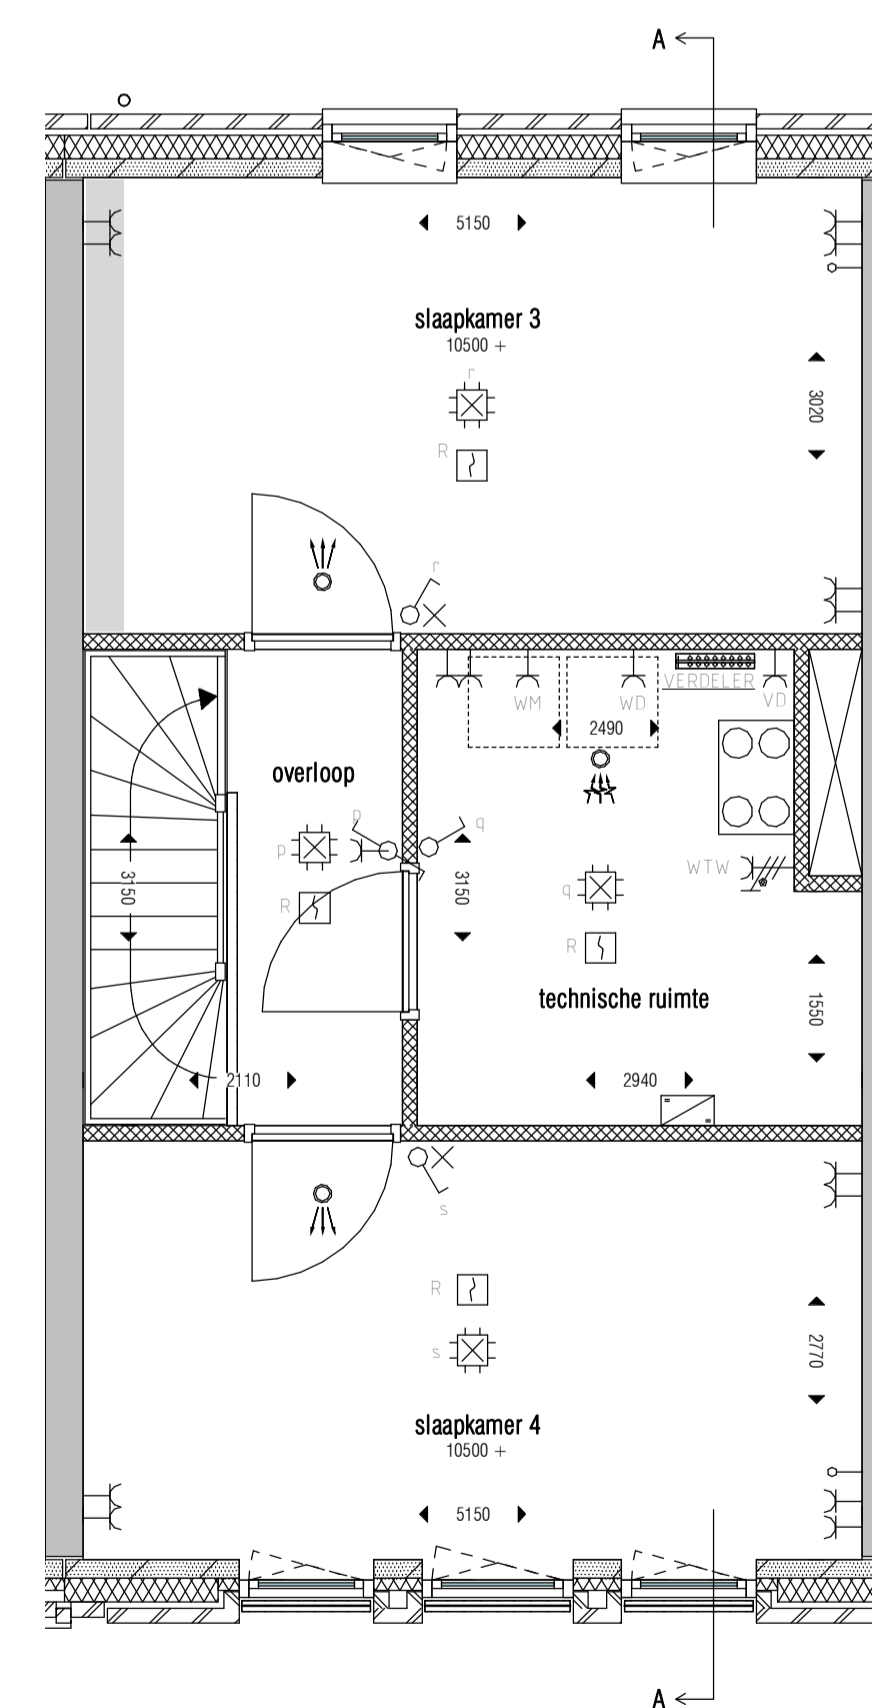 A
5150
slaapkamer 3
10500 +
r
3020
R
r
VERDELER
WM
WD
VD
2490
overloop
p
q
p
WTW
3150
3150
q
R
R
technische ruimte
1550
2110
2940
s
R
s
2770
slaapkamer 4
10500 +
5150
A